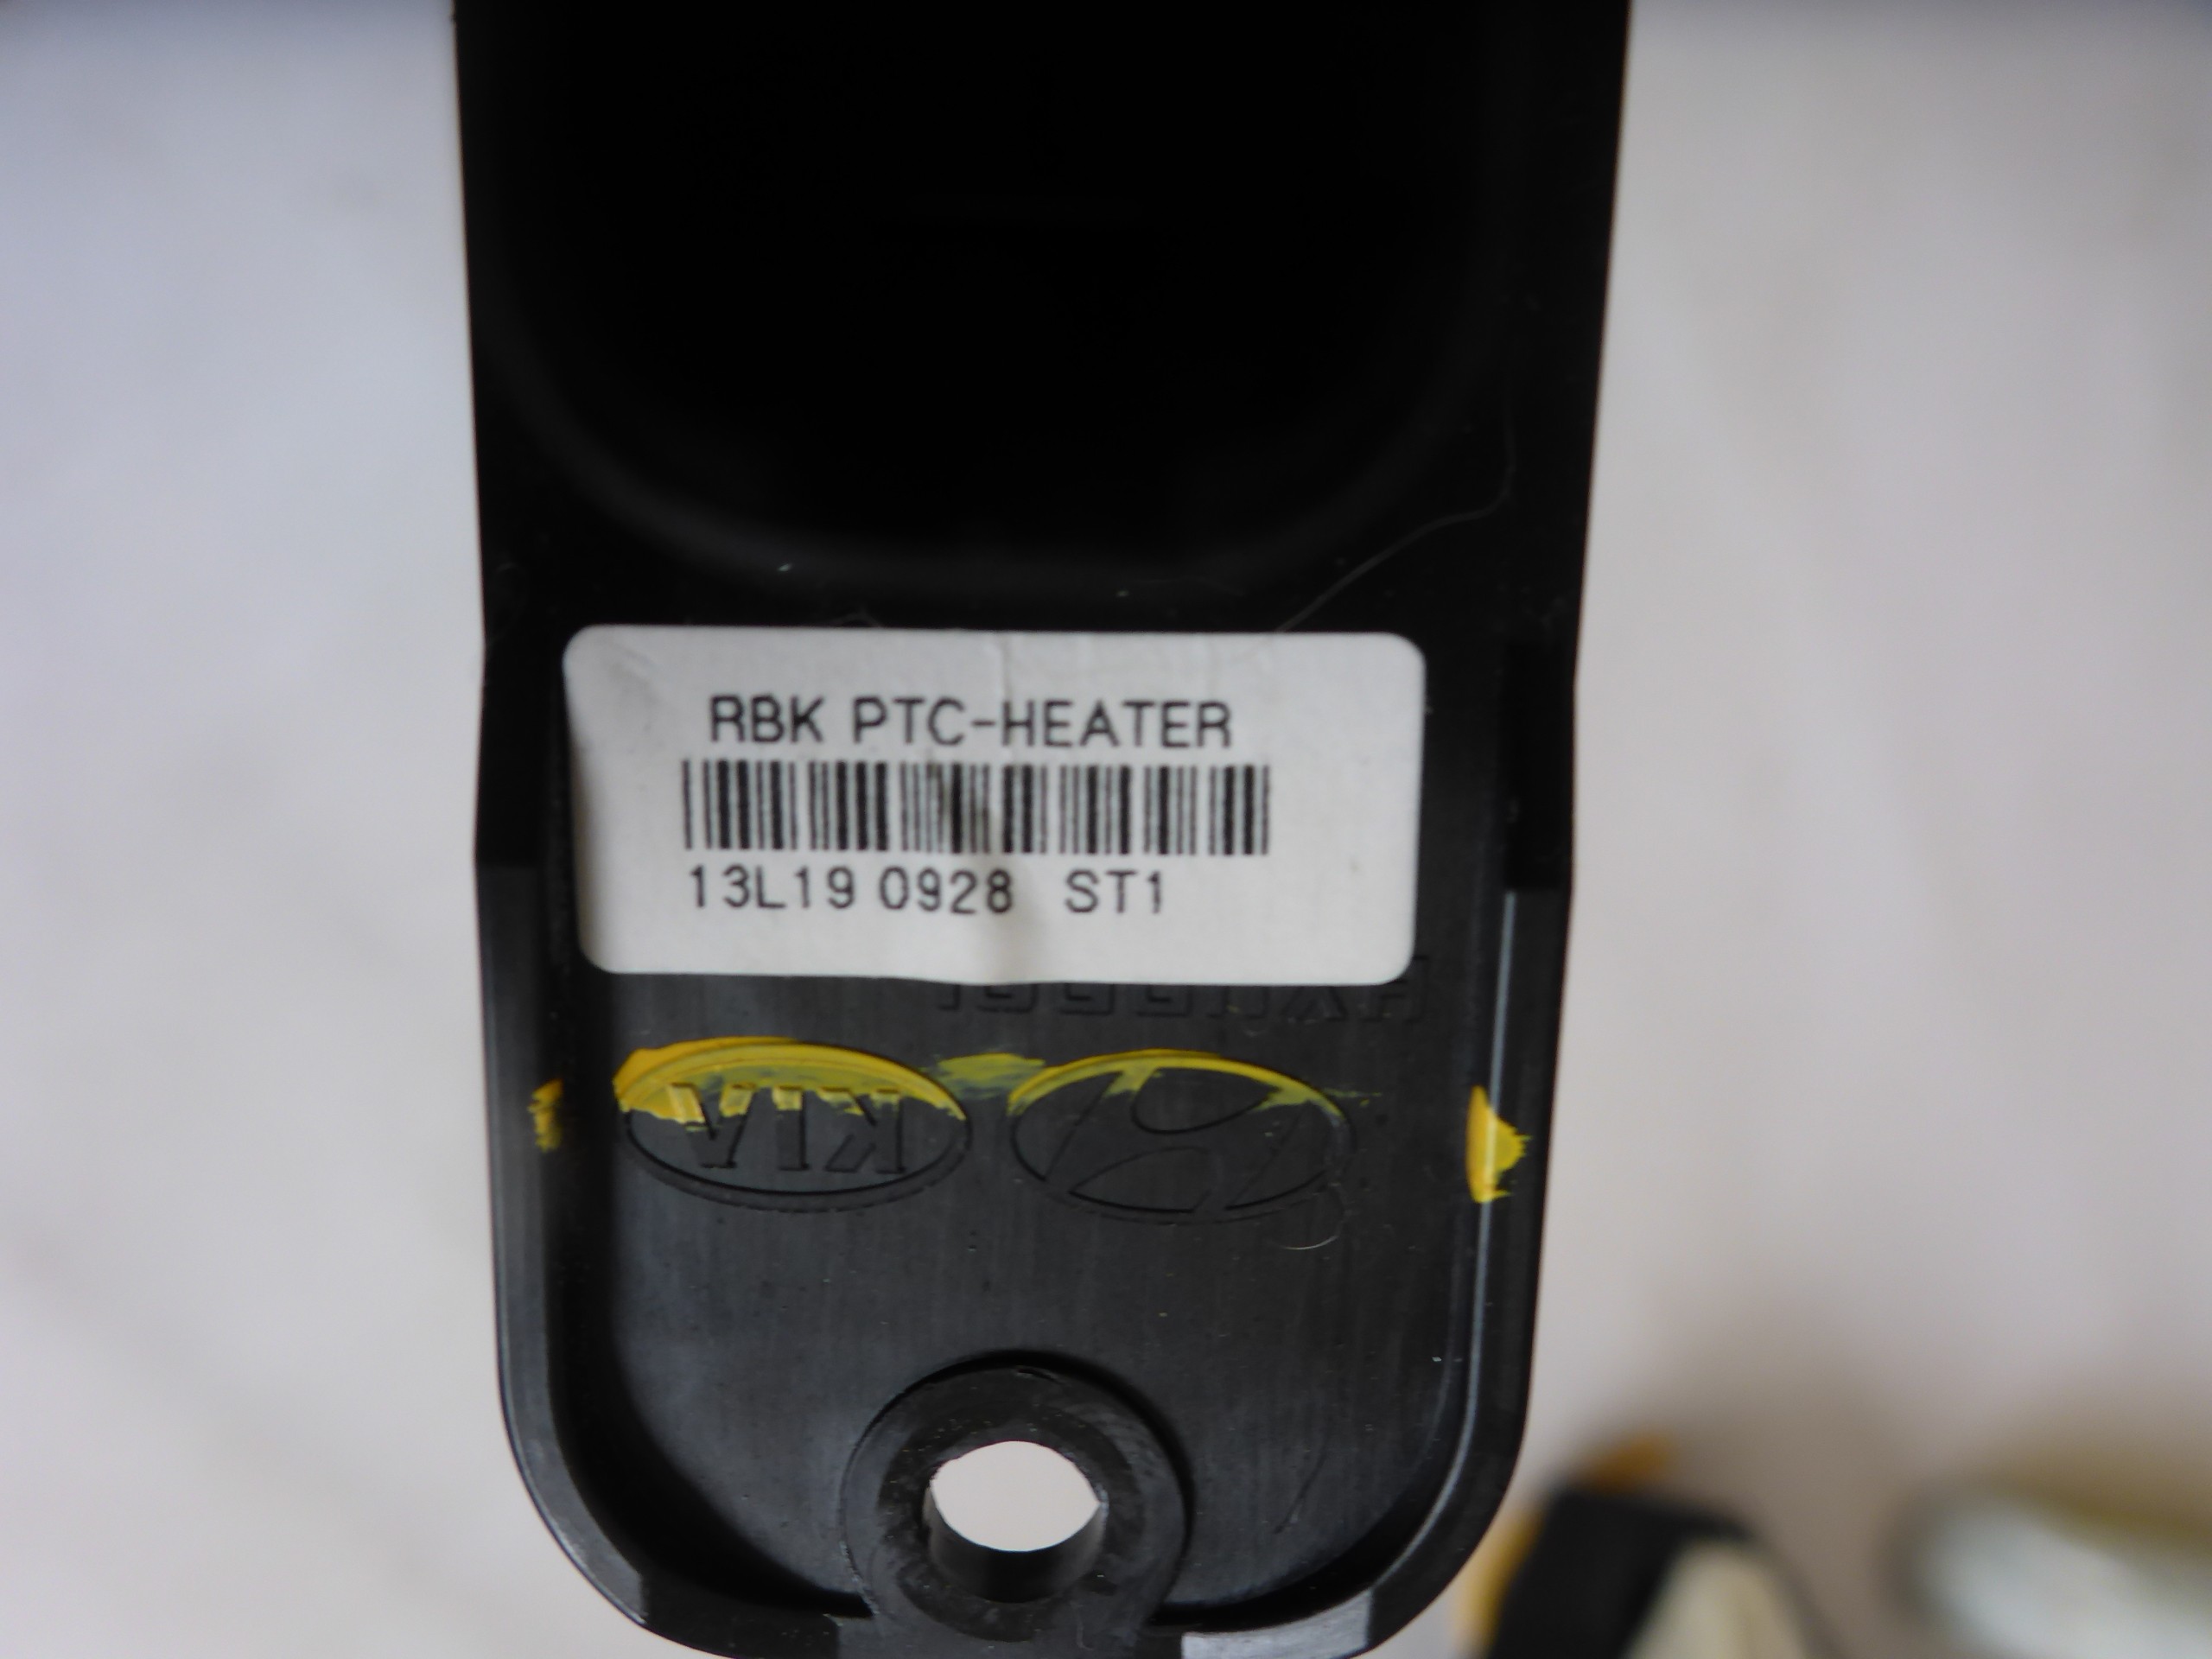 RBK PTC-HEATER
13L19 0928 ST1
KIA